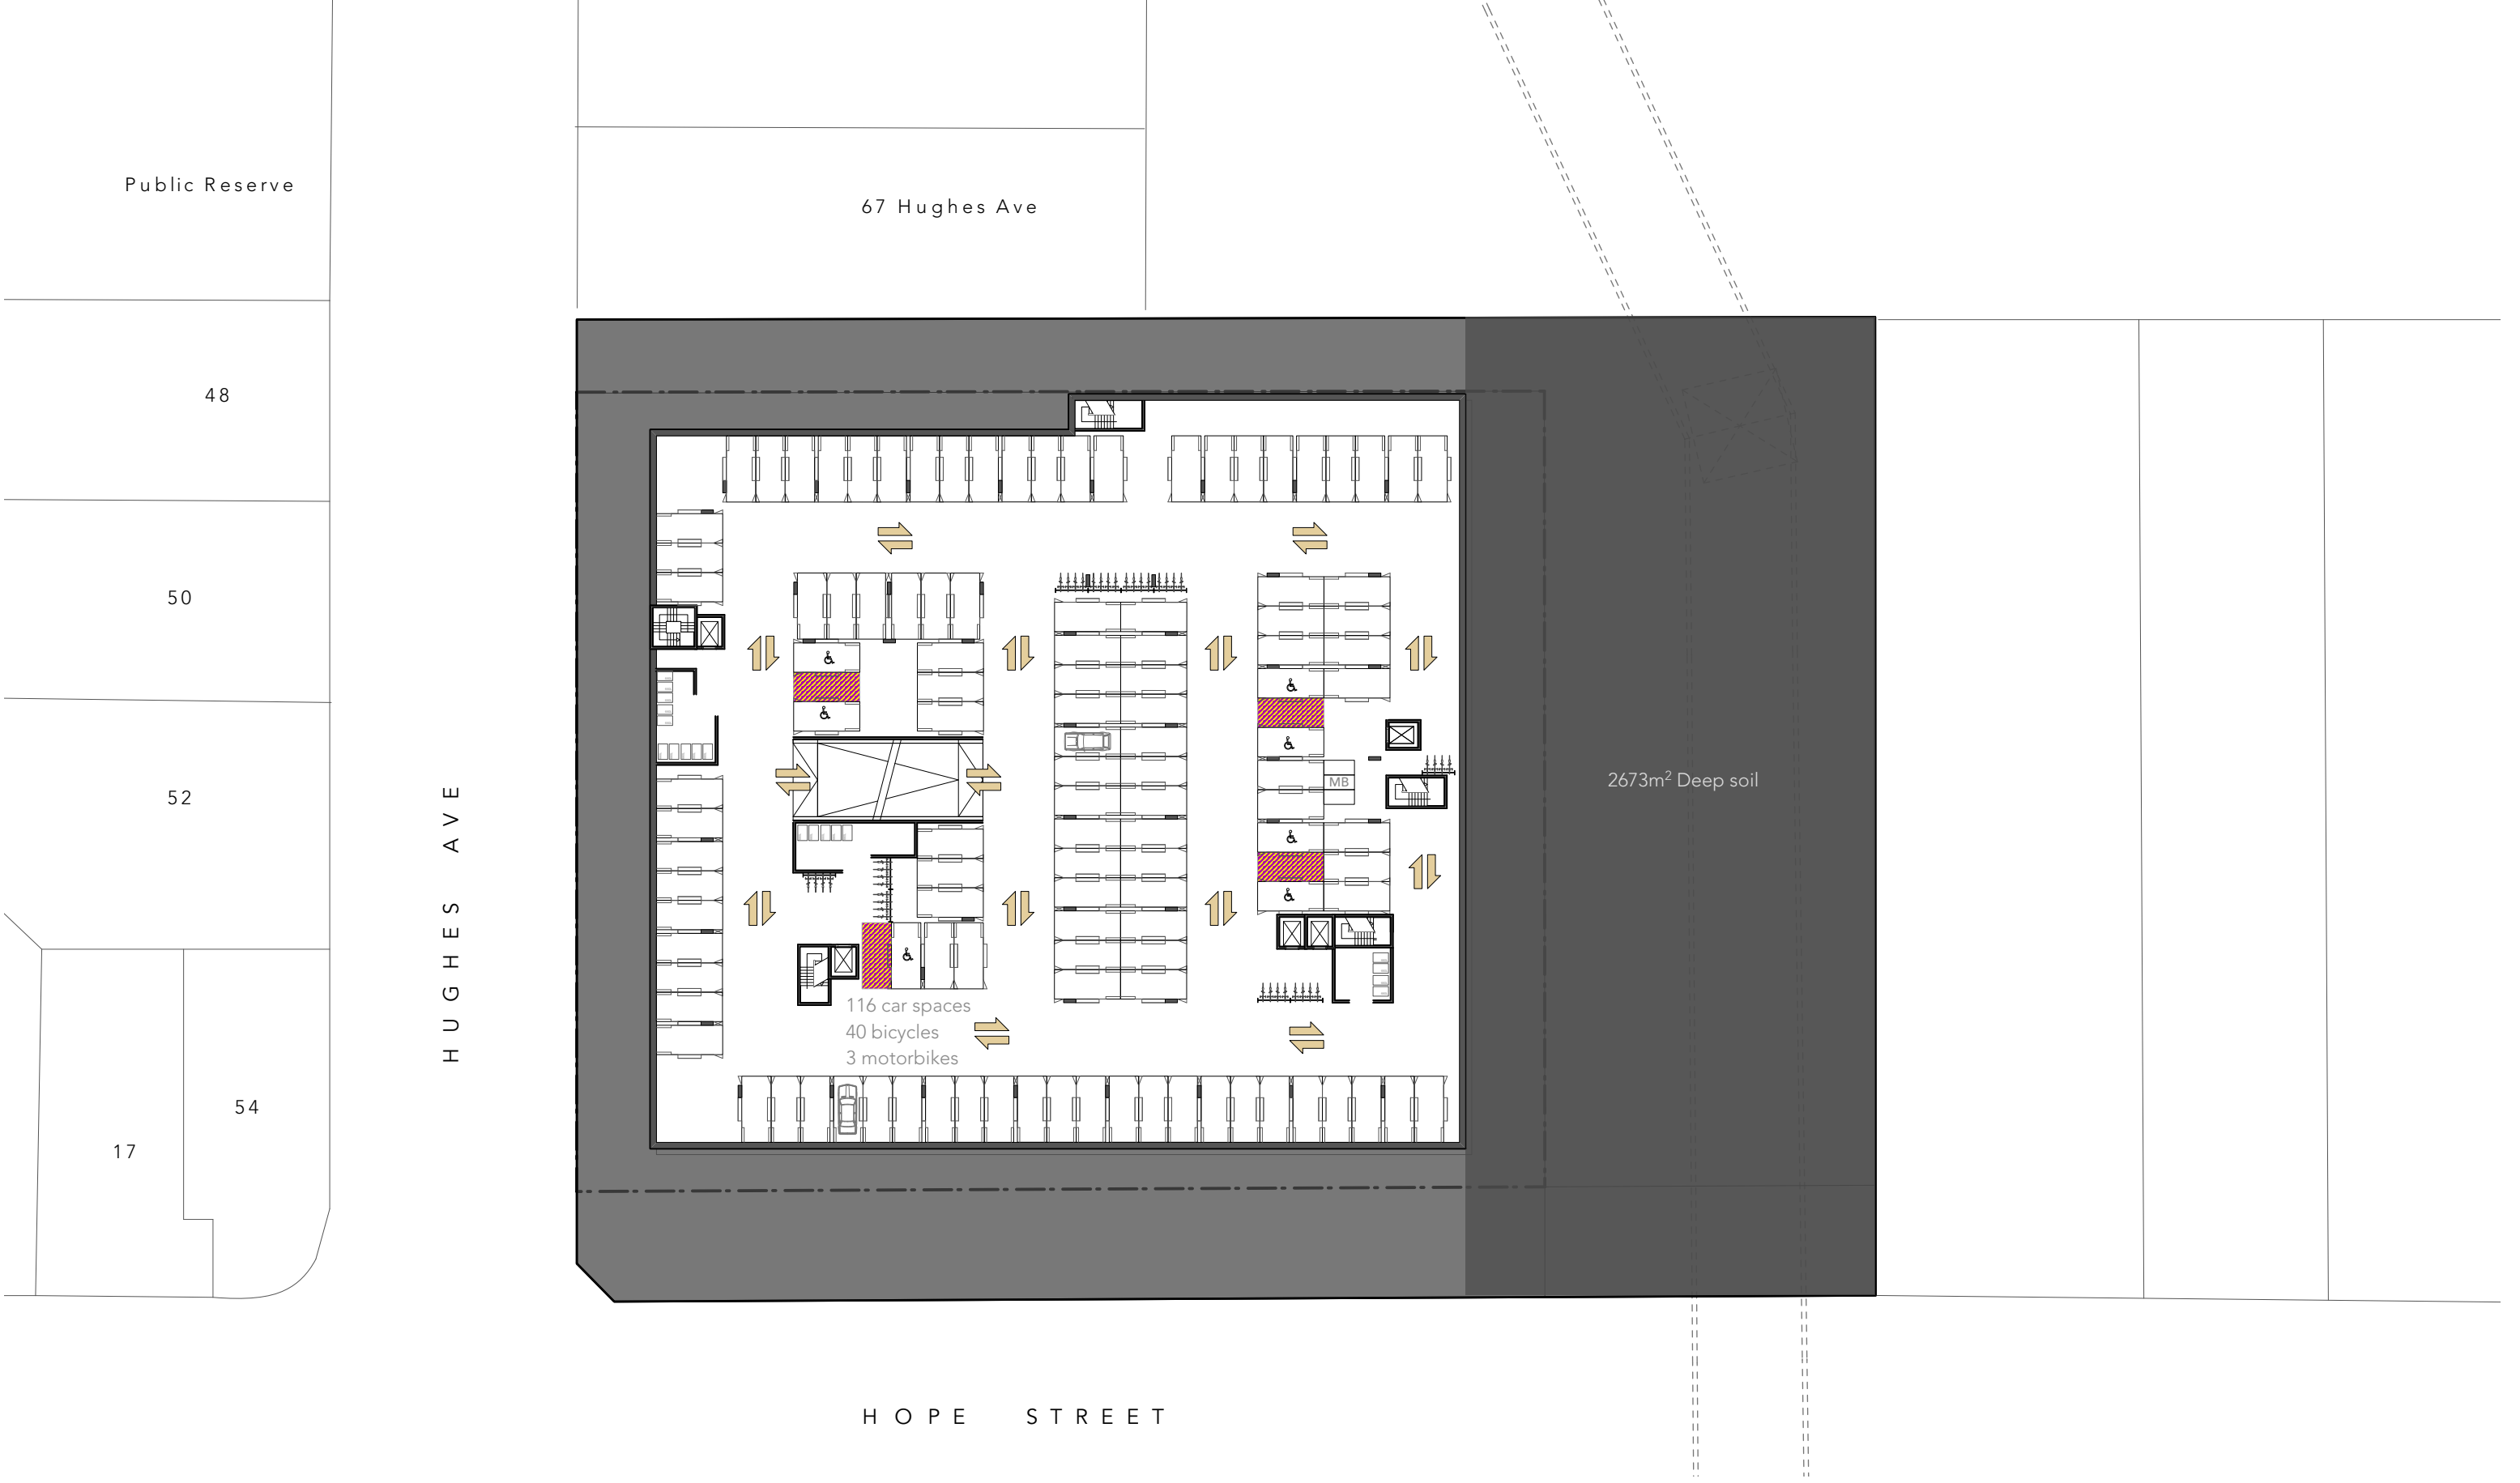 Public Reserve
67 Hughes Ave
48
50
52
54
17
HUGHES AVE
MB
2673m² Deep soil
116 car spaces
40 bicycles
3 motorbikes
HOPE STREET